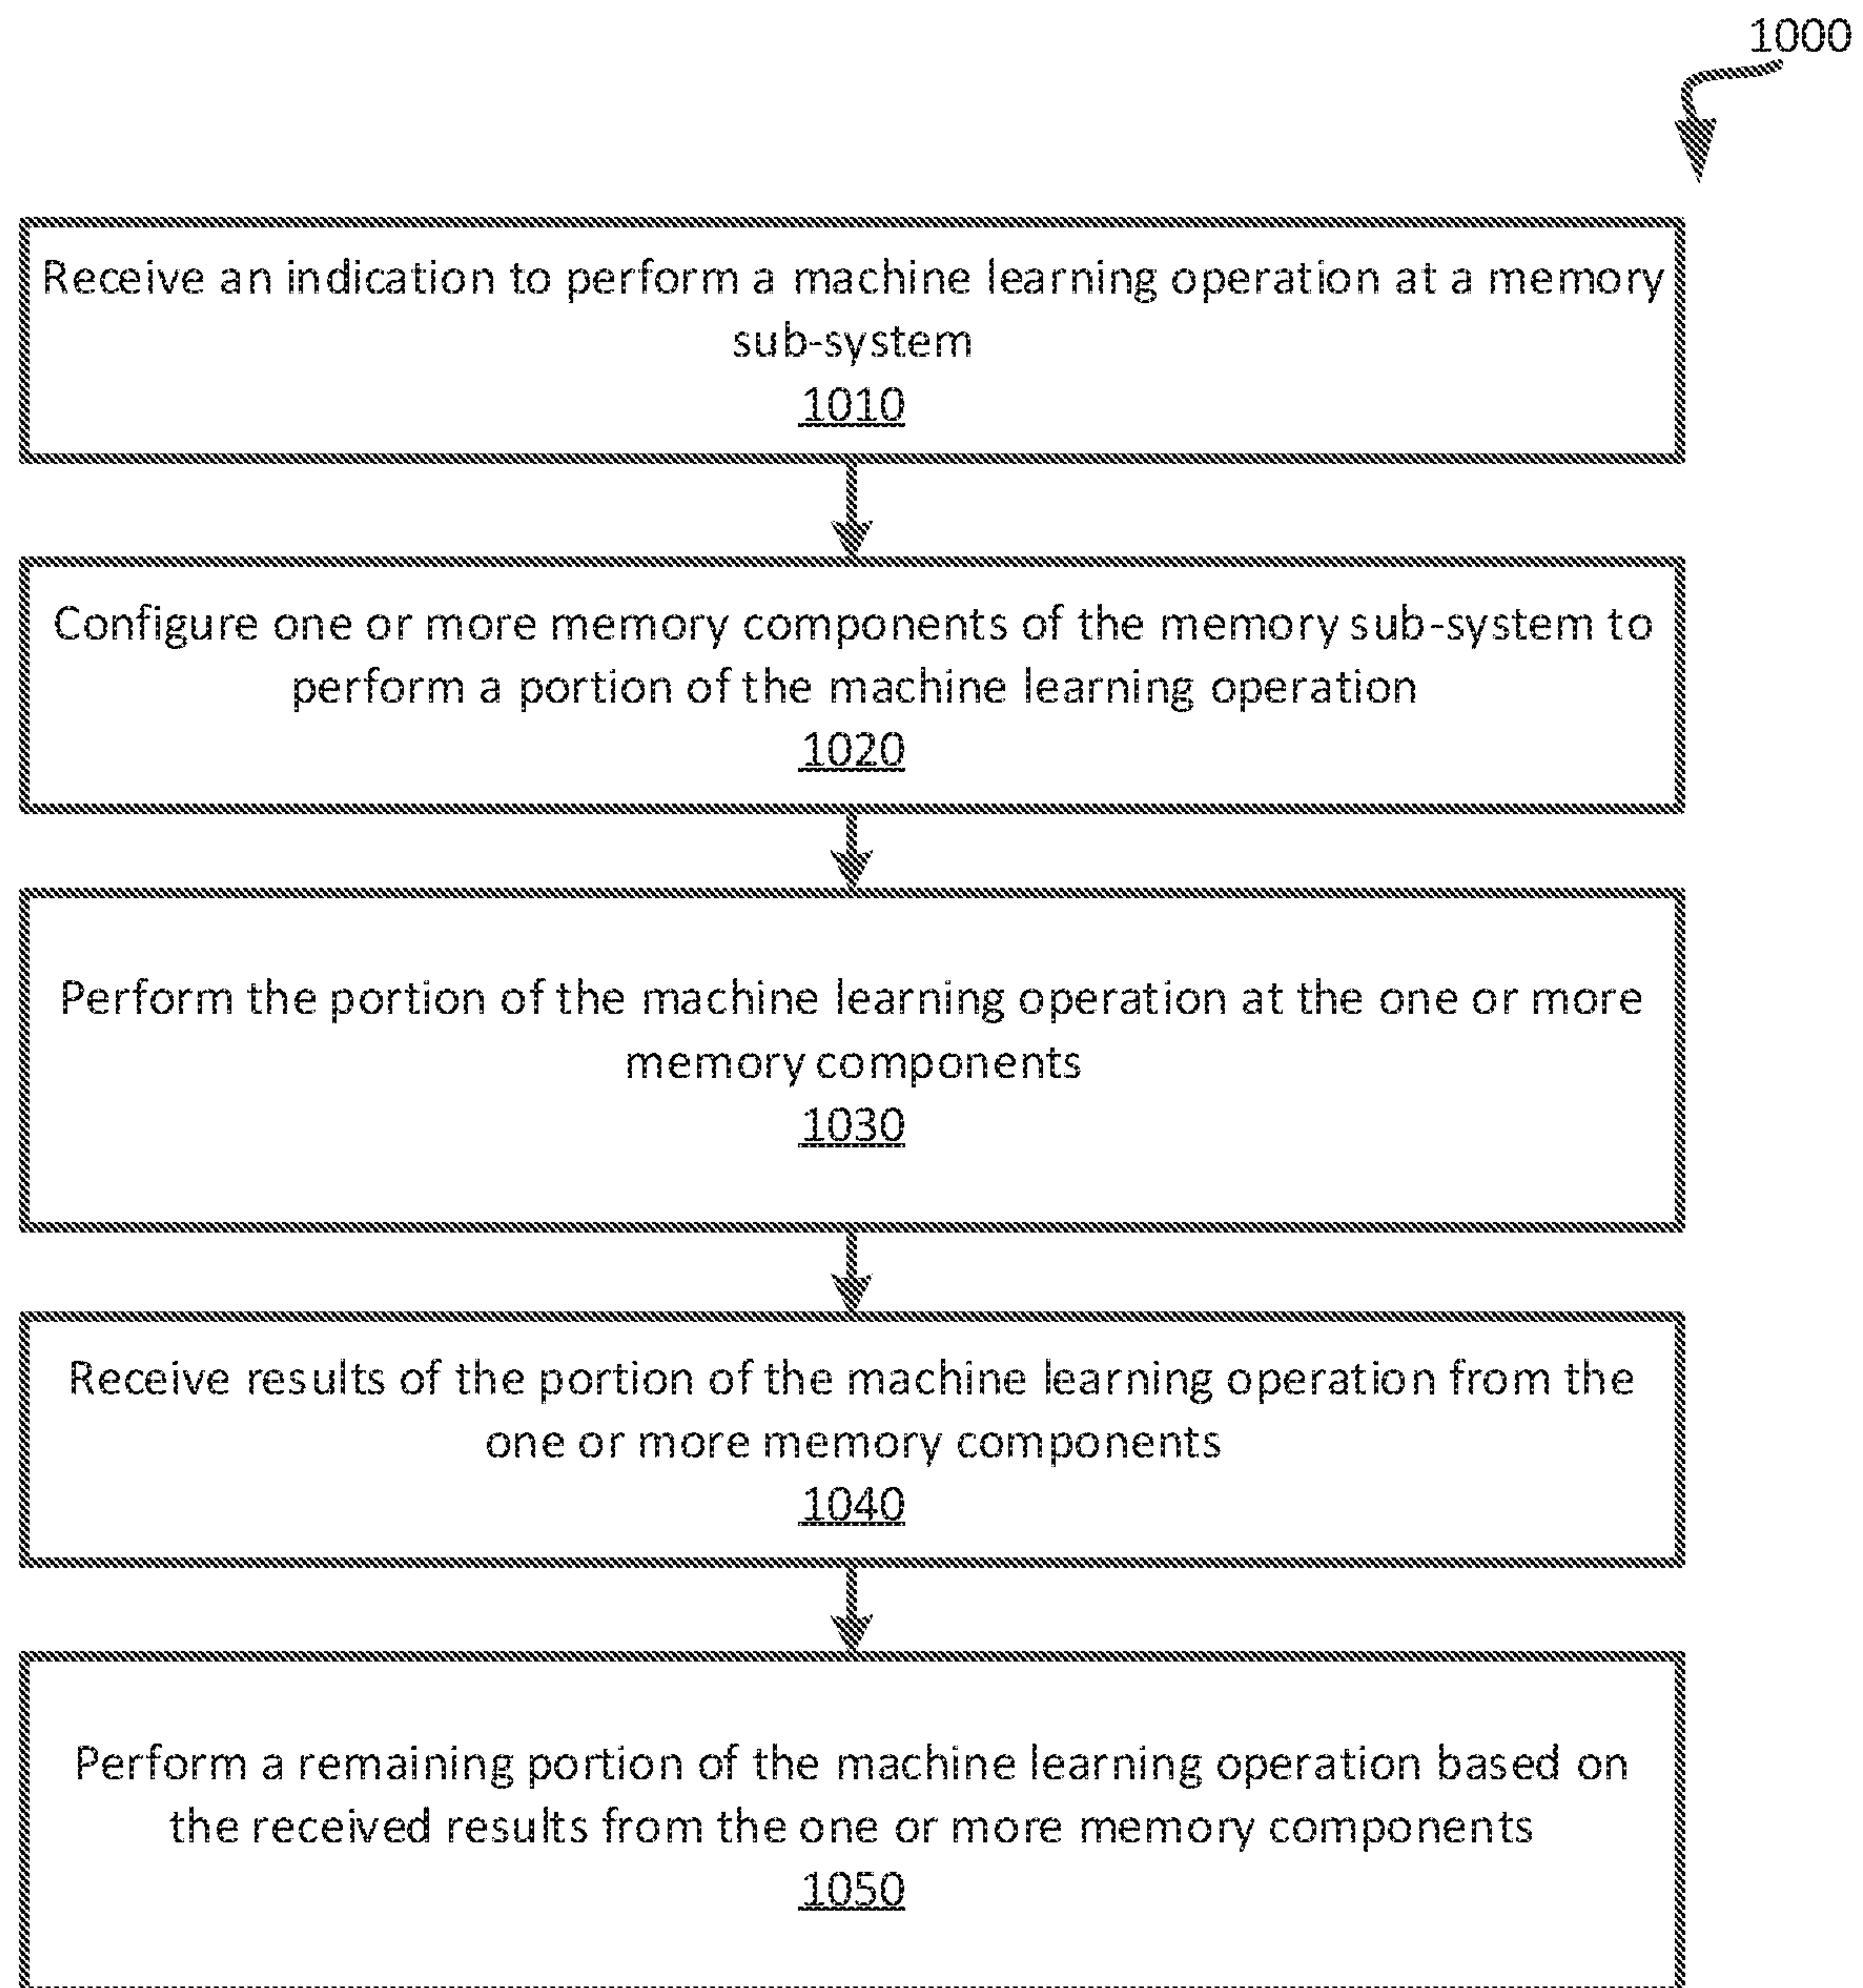 1000
Receive an indication to perform a machine learning operation at a memory
sub-system
1010
Configure one or more memory components of the memory sub-system to
perform a portion of the machine learning operation
1020
Perform the portion of the machine learning operation at the one or more
memory components
1030
Receive results of the portion of the machine learning operation from the
one or more memory components
1040
Perform a remaining portion of the machine learning operation based on
the received results from the one or more memory components
1050